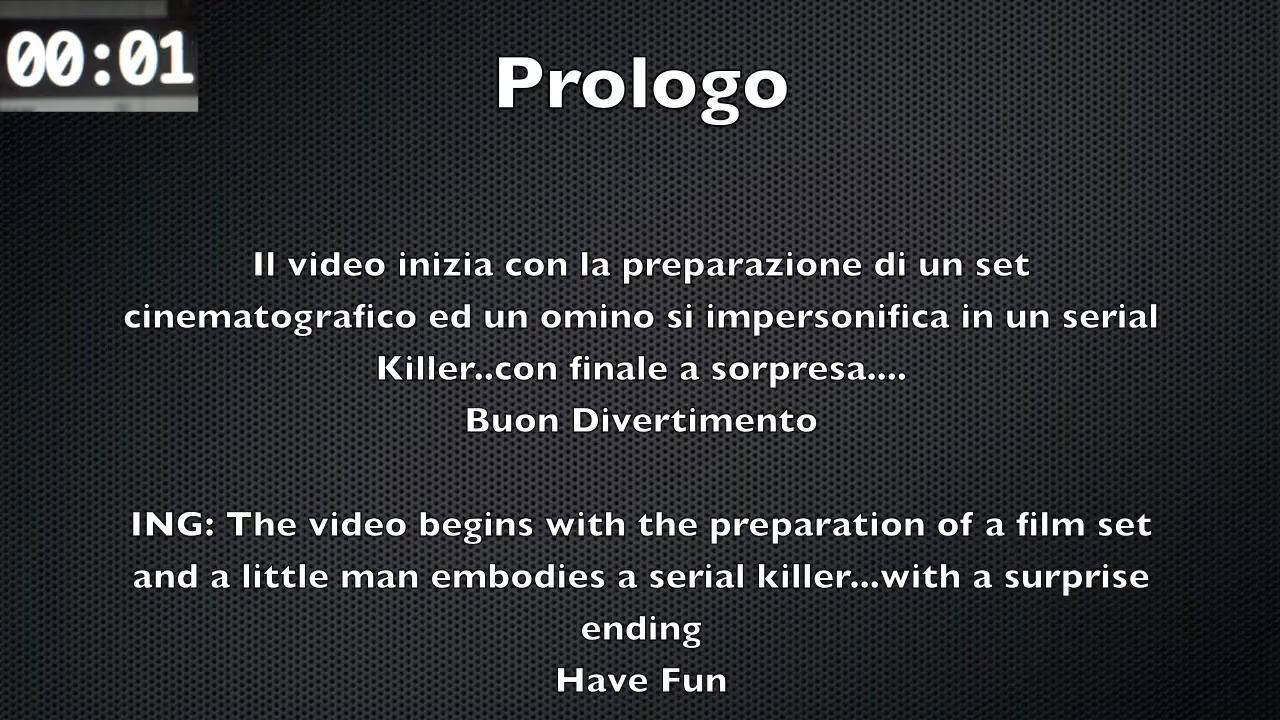 00:01
Prologo
Il video inizia con la preparazione di un set
cinematografico ed un omino si impersonifica in un serial
Killer..con finale a sorpresa....
Buon Divertimento
ING: The video begins with the preparation of a film set
and a little man embodies a serial killer...with a surprise
ending
Have Fun